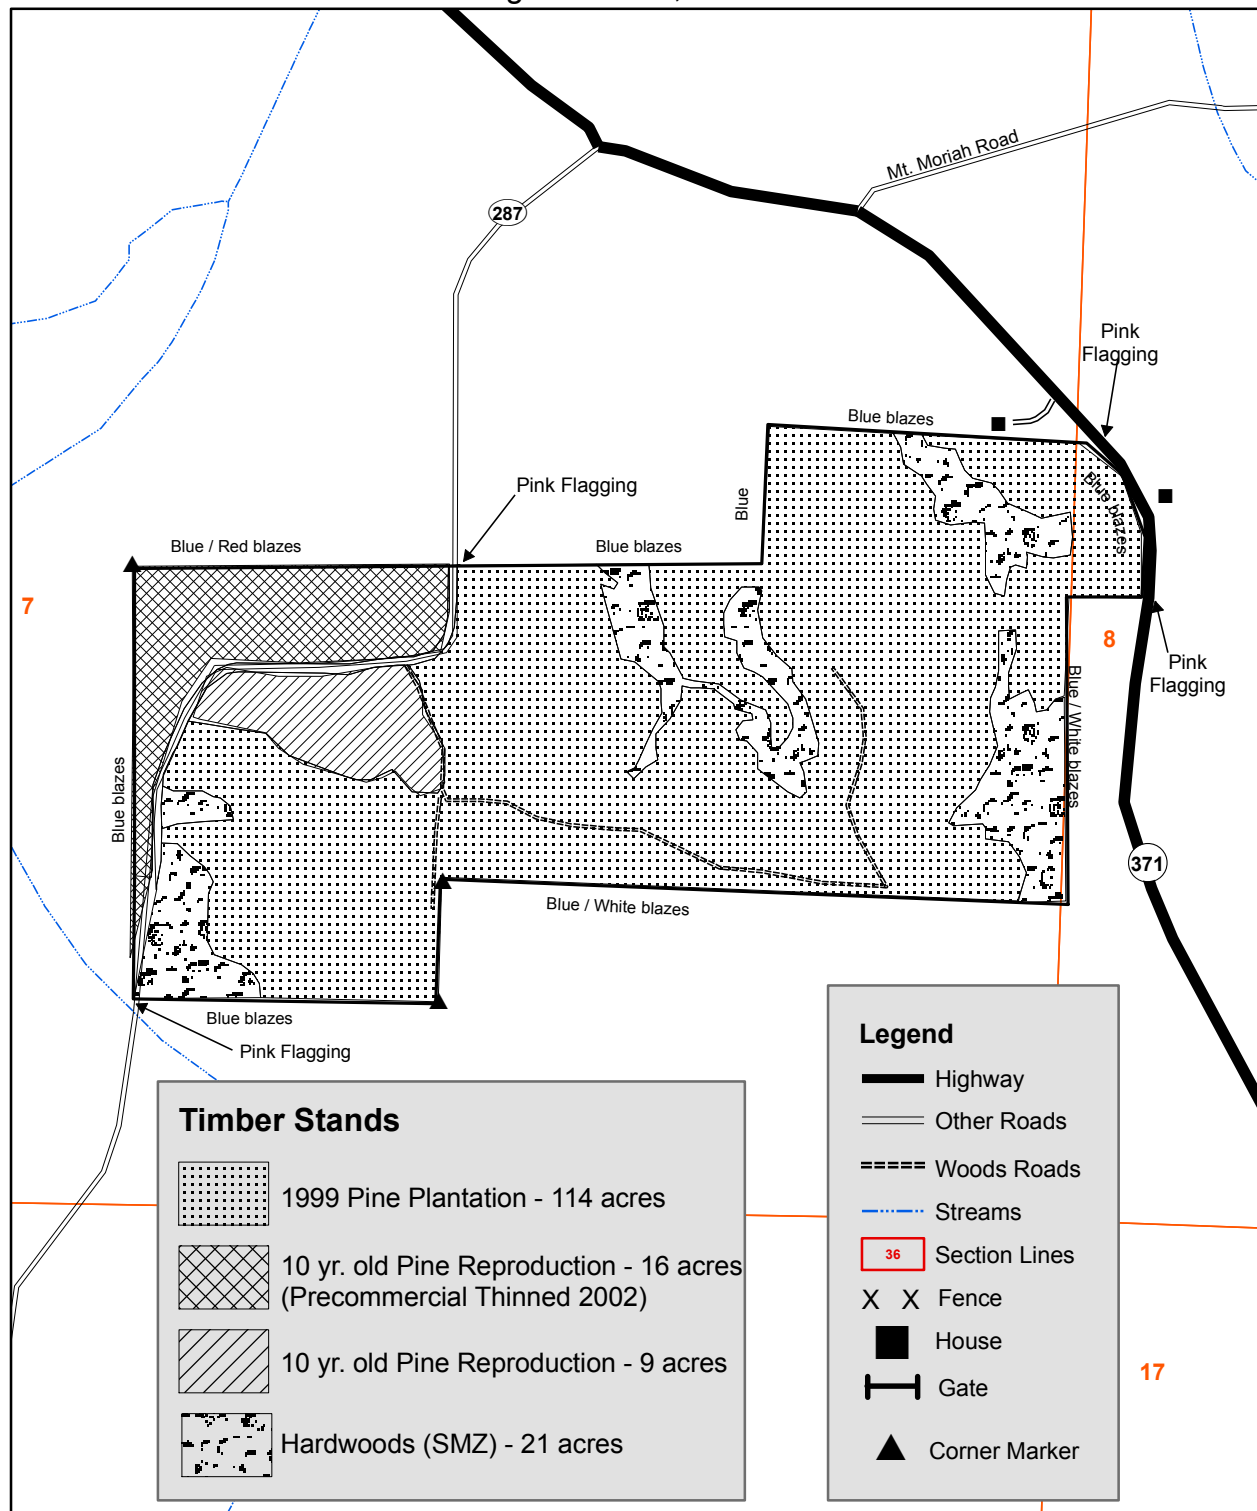 Mt. Moriah Road
287
Pink
Flagging
Blue blazes
Pink Flagging
Blue
Blue blazes
Blue / Red blazes
Blue blazes
7
8
Pink
Flagging
Blue / White blazes
Blue blazes
371
Blue / White blazes
Blue blazes
Pink Flagging
Timber Stands
1999 Pine Plantation - 114 acres
10 yr. old Pine Reproduction - 16 acres
(Precommercial Thinned 2002)
10 yr. old Pine Reproduction - 9 acres
Hardwoods (SMZ) - 21 acres
Legend
Highway
Other Roads
Woods Roads
Streams
36
Section Lines
X X Fence
House
Gate
Corner Marker
17